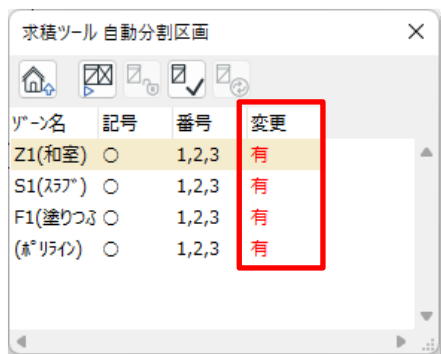 求積ツール 自動分割区画
ｿﾞｰﾝ名 記号 番号 変更
Z1(和室) ○ 1,2,3 有
S1(ｽﾗﾌﾞ) ○ 1,2,3 有
F1(塗りつぶ ○ 1,2,3 有
(ﾎﾟﾘﾗｲﾝ) ○ 1,2,3 有